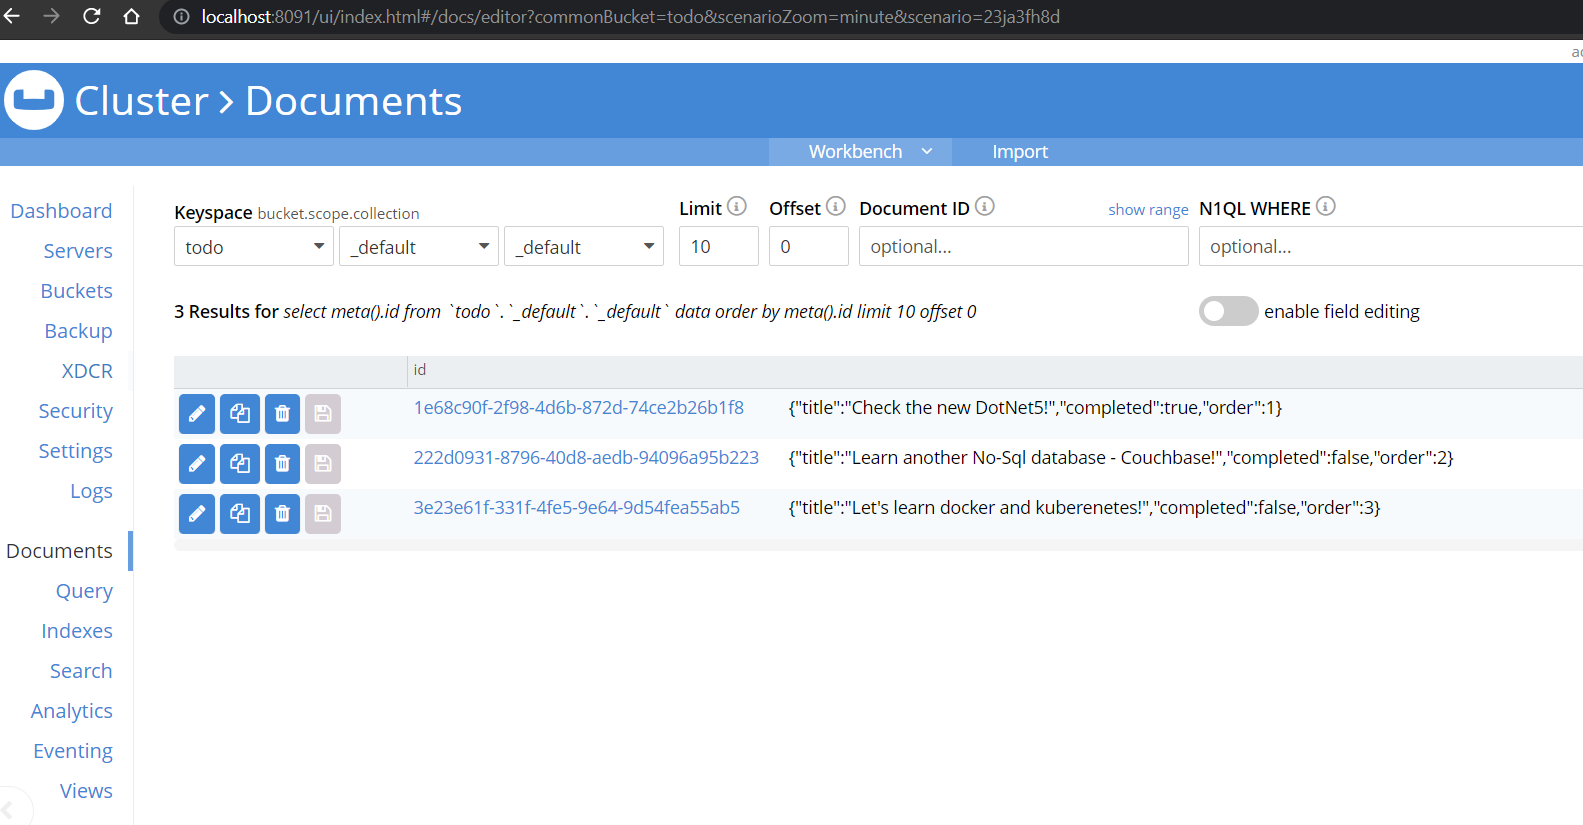 localhost:8091/ui/index.html#/docs/editor?commonBucket=todo&scenarioZoom=minute&scenario=23ja3fh8d
Cluster > Documents
Workbench
Import
Dashboard
Servers
Buckets
Backup
XDCR
Security
Settings
Logs
Documents
Query
Indexes
Search
Analytics
Eventing
Views
Keyspace bucket.scope.collection
Limit
Offset
Document ID
show range
N1QL WHERE
todo
_default
_default
10
0
optional...
optional...
3 Results for select meta().id from `todo`.`_default`.`_default` data order by meta().id limit 10 offset 0
enable field editing
id
1e68c90f-2f98-4d6b-872d-74ce2b26b1f8 {"title":"Check the new DotNet5!","completed":true,"order":1}
222d0931-8796-40d8-aedb-94096a95b223 {"title":"Learn another No-Sql database - Couchbase!","completed":false,"order":2}
3e23e61f-331f-4fe5-9e64-9d54fea55ab5 {"title":"Let's learn docker and kuberenetes!","completed":false,"order":3}